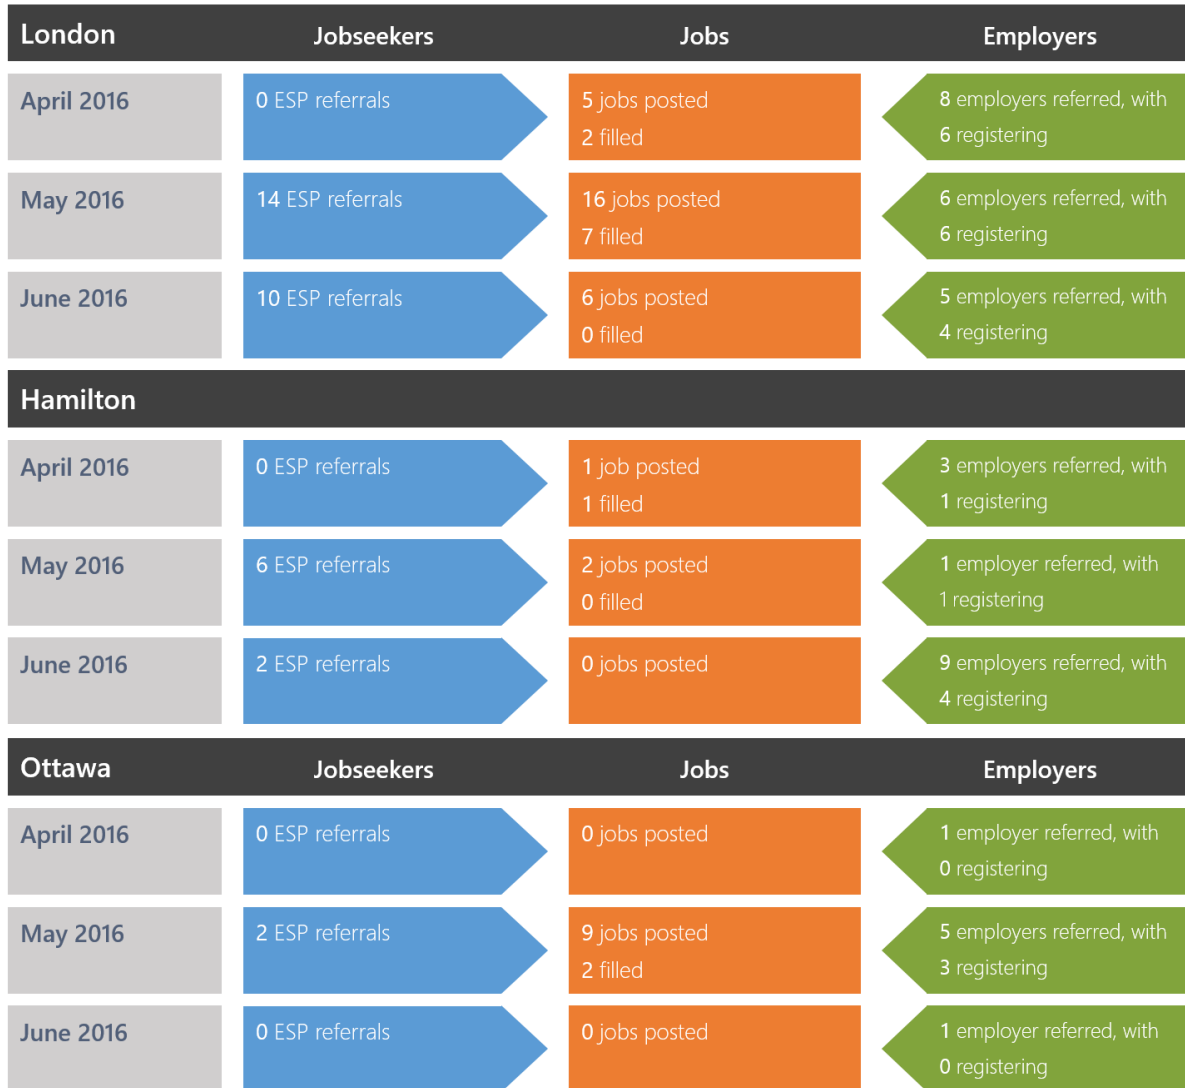 London Jobseekers Jobs Employers
April 2016
0 ESP referrals
5 jobs posted
2 filled
8 employers referred, with
6 registering
May 2016
14 ESP referrals
16 jobs posted
7 filled
6 employers referred, with
6 registering
June 2016
10 ESP referrals
6 jobs posted
0 filled
5 employers referred, with
4 registering
Hamilton
April 2016
0 ESP referrals
1 job posted
1 filled
3 employers referred, with
1 registering
May 2016
6 ESP referrals
2 jobs posted
0 filled
1 employer referred, with
1 registering
June 2016
2 ESP referrals
0 jobs posted
9 employers referred, with
4 registering
Ottawa Jobseekers Jobs Employers
April 2016
0 ESP referrals
0 jobs posted
1 employer referred, with
0 registering
May 2016
2 ESP referrals
9 jobs posted
2 filled
5 employers referred, with
3 registering
June 2016
0 ESP referrals
0 jobs posted
1 employer referred, with
0 registering